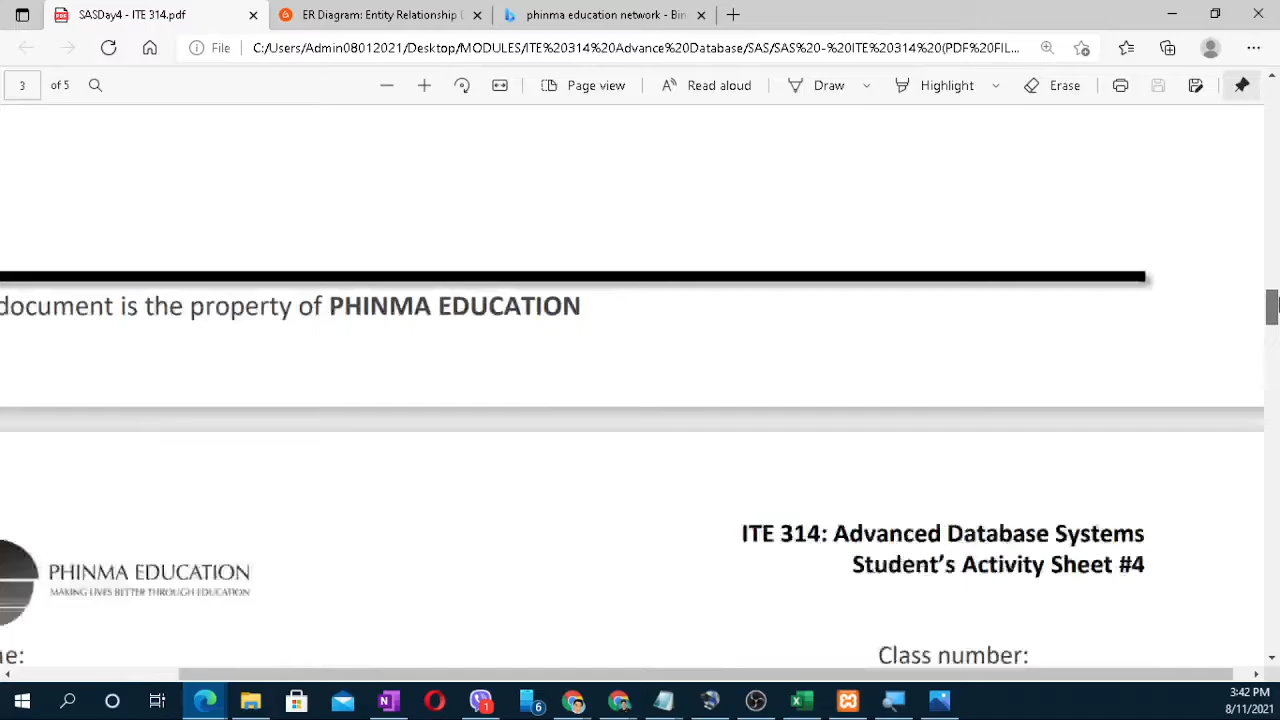 SASDay4 - ITE 314.pdf
ER Diagram: Entity Relationship
phinma education network - Bin
File
C:/Users/Admin08012021/Desktop/MODULES/ITE%20314%20Advance%20Database/SAS/SAS%20-%20ITE%20314%20(PDF%20FIL...
3 of 5
Page view
Read aloud
Draw
Highlight
Erase
document is the property of PHINMA EDUCATION
ITE 314: Advanced Database Systems
Student's Activity Sheet #4
PHINMA EDUCATION
MAKING LIVES BETTER THROUGH EDUCATION
me:
Class number:
1
6
3:42 PM
8/11/2021